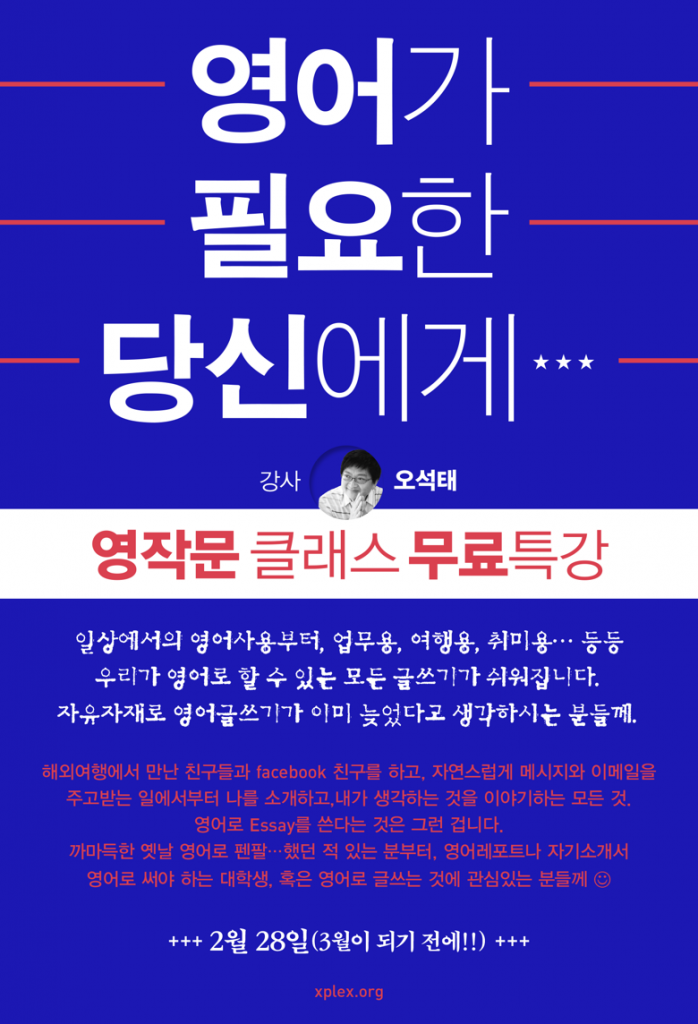 영어가
필요한
당신에게 ★★★
강사 오석태
영작문 클래스 무료특강
일상에서의 영어사용부터, 업무용, 여행용, 취미용… 등등
우리가 영어로 할 수 있는 모든 글쓰기가 쉬워집니다.
자유자재로 영어글쓰기가 이미 늦었다고 생각하시는 분들께.
해외여행에서 만난 친구들과 facebook 친구를 하고, 자연스럽게 메시지와 이메일을
주고받는 일에서부터 나를 소개하고,내가 생각하는 것을 이야기하는 모든 것.
영어로 Essay를 쓴다는 것은 그런 겁니다.
까마득한 옛날 영어로 펜팔…했던 적 있는 분부터, 영어레포트나 자기소개서
영어로 써야 하는 대학생, 혹은 영어로 글쓰는 것에 관심있는 분들께 ☺
+++ 2월 28일(3월이 되기 전에!!) +++
xplex.org